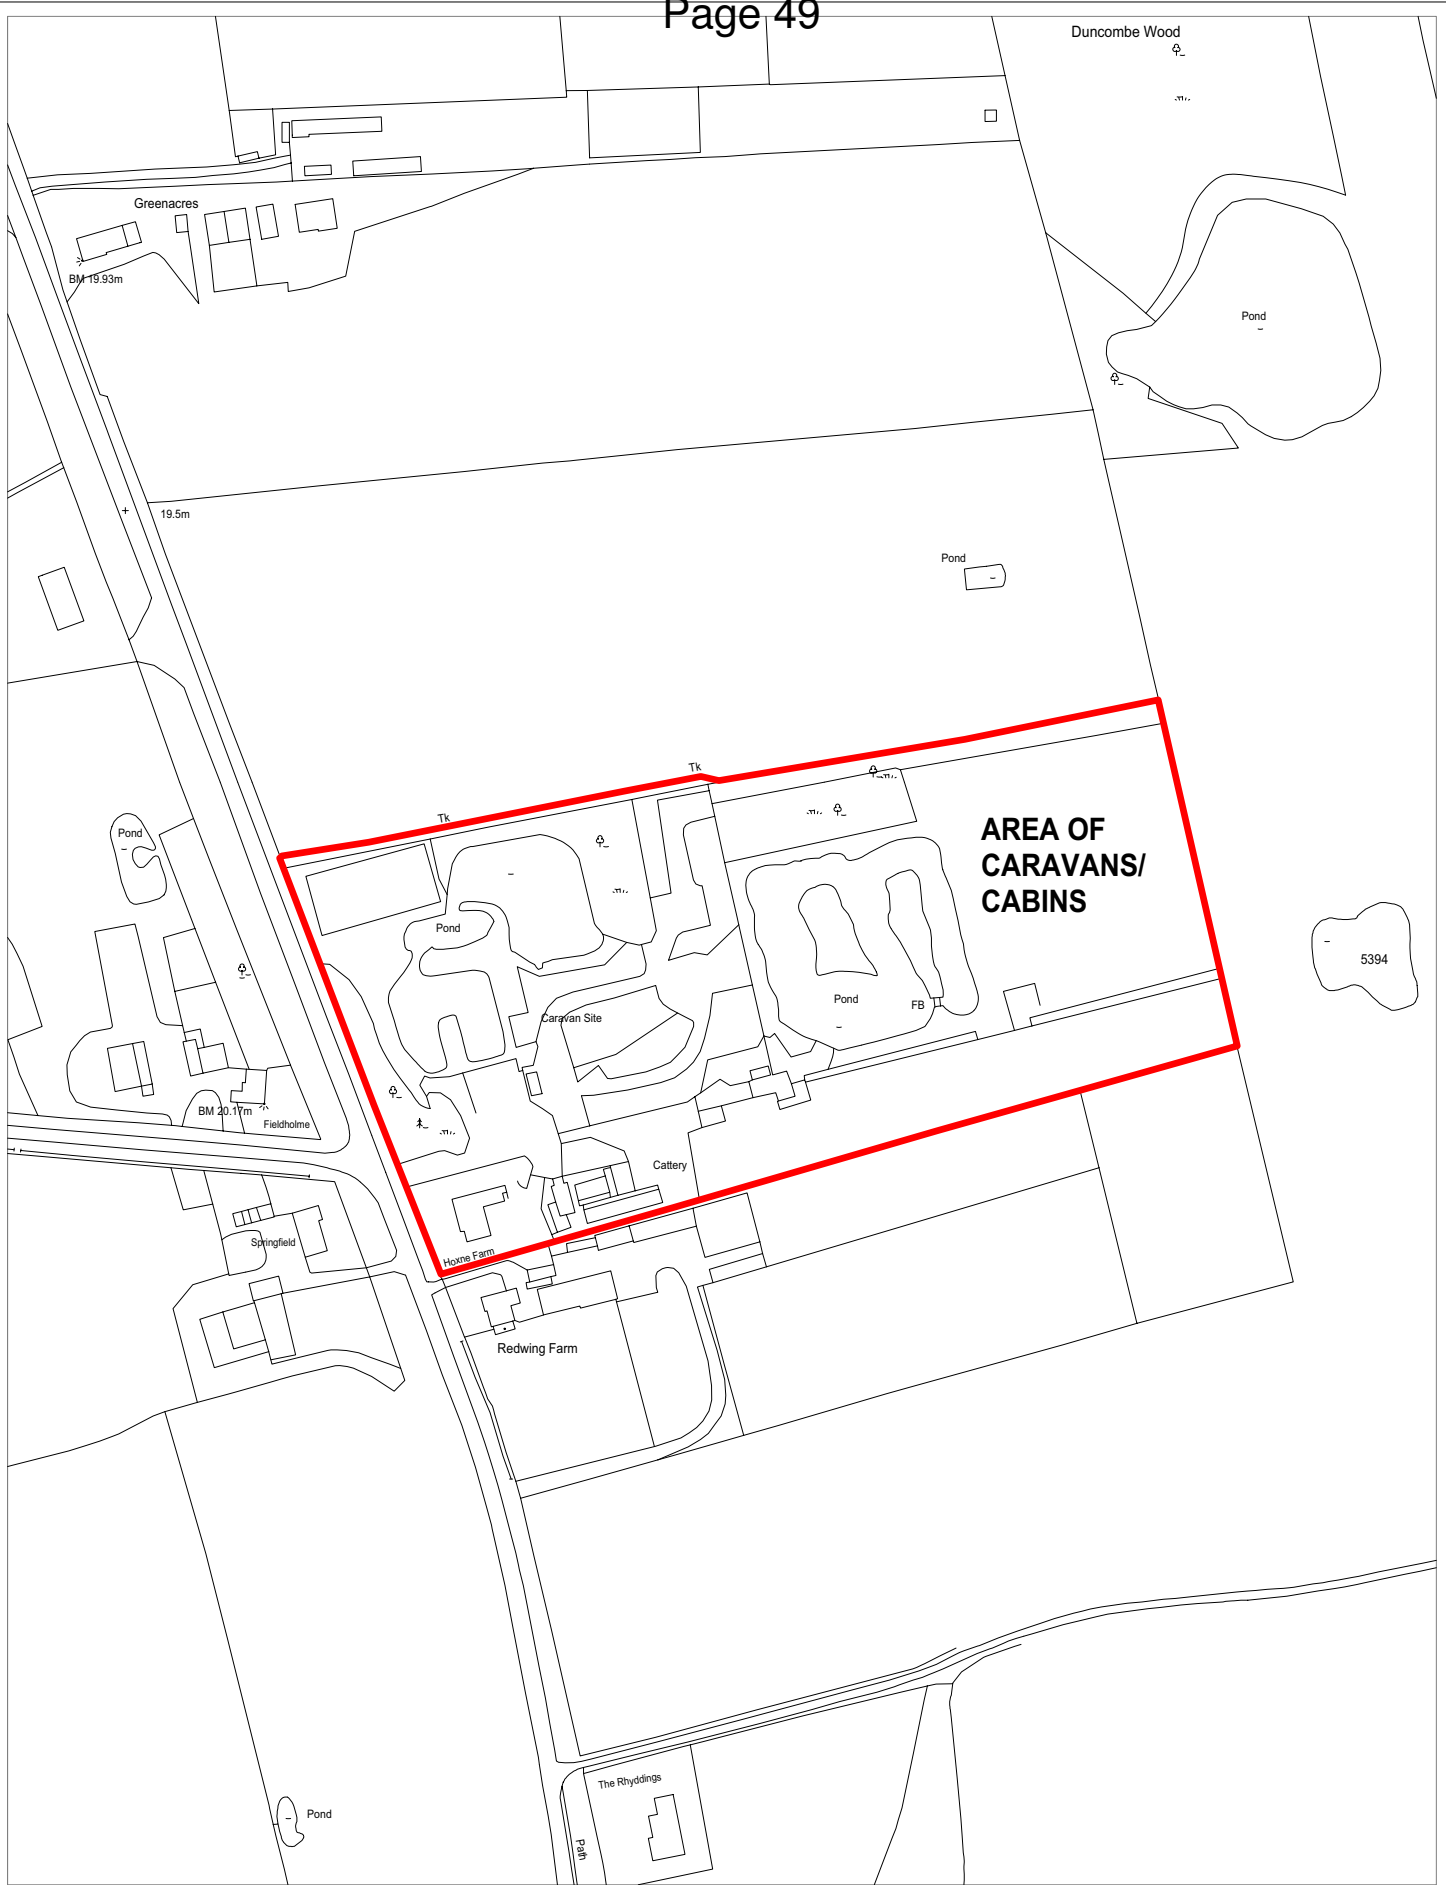 Page 49
Duncombe Wood
Greenacres
BM 19.93m
Pond
19.5m
Pond
Tk
Tk
AREA OF
CARAVANS/
CABINS
Pond
Pond
5394
Pond
FB
Caravan Site
BM 20.17m
Fieldholme
Cattery
Springfield
Hoxne Farm
Redwing Farm
The Rhyddings
Pond
Path